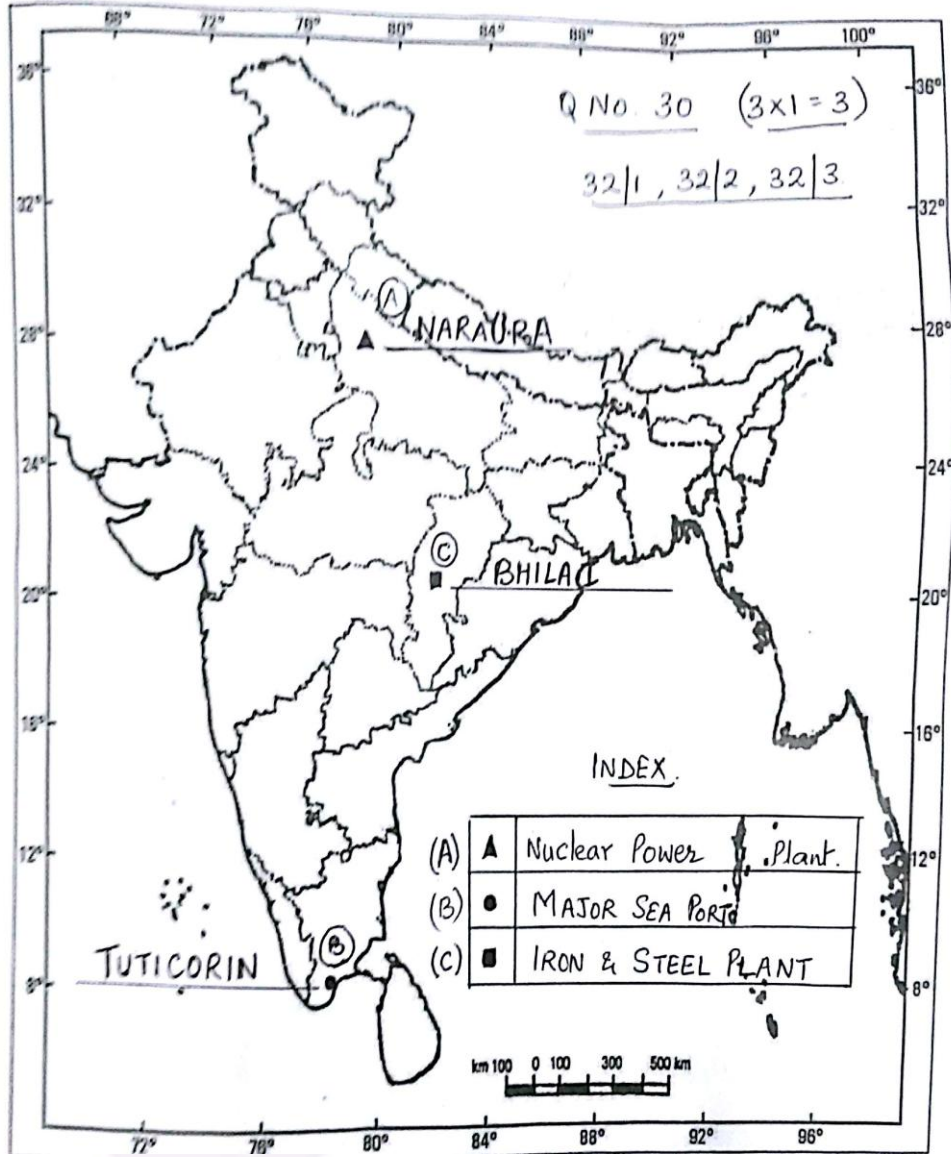 68° 72° 76° 80° 84° 88° 92° 96° 100°
36° 36°
Q No. 30 (3x1=3)
32|1, 32|2, 32|3
32° 32°
(A)
28° NARAURA 28°
24° 24°
(C)
BHILAI
20° 20°
16° 16°
INDEX.
12° (A) ▲ Nuclear Power Plant. 12°
(B) ● MAJOR SEA PORT
(B)
TUTICORIN (C) ■ IRON & STEEL PLANT
8° 8°
km 100 0 100 300 500 km
72° 76° 80° 84° 88° 92° 96°